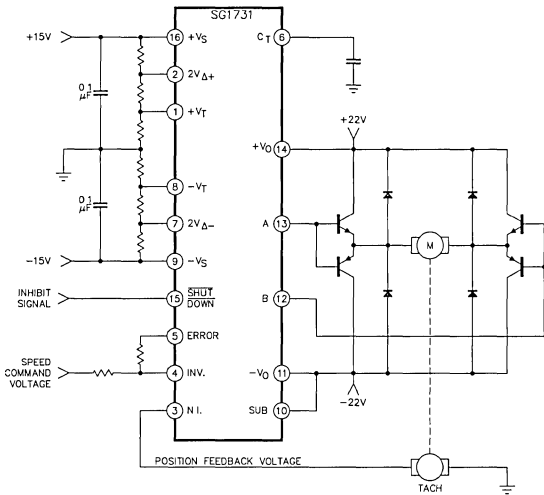 SG1731
+15V
16 +VS
CT 6
2 2VΔ+
0.1 μF
1 +VT
+22V
+VO 14
8 −VT
0.1 μF
7 2VΔ−
A 13
M
−15V
9 −VS
INHIBIT SIGNAL
15 SHUT DOWN
B 12
5 ERROR
SPEED COMMAND VOLTAGE
4 INV.
−VO 11
−22V
3 N.I.
SUB 10
POSITION FEEDBACK VOLTAGE
TACH